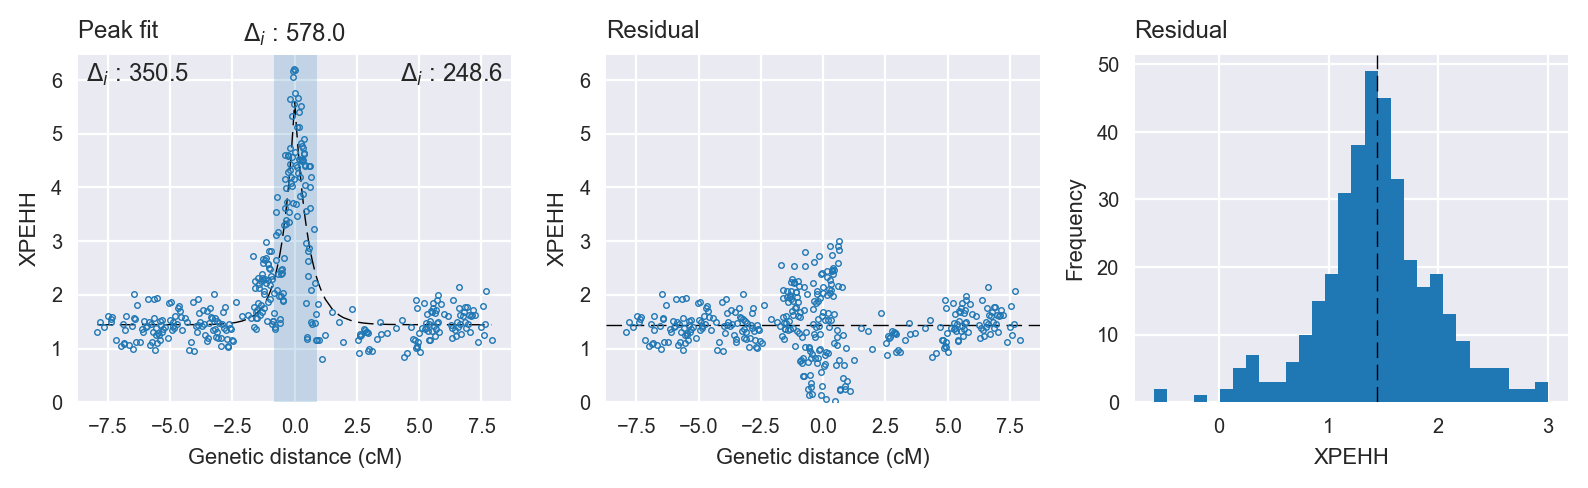 Peak fit
Δi : 578.0
Δi : 350.5
Δi : 248.6
6
5
4
3
2
1
0
XPEHH
−7.5 −5.0 −2.5 0.0 2.5 5.0 7.5
Genetic distance (cM)
Residual
6
5
4
3
2
1
0
XPEHH
−7.5 −5.0 −2.5 0.0 2.5 5.0 7.5
Genetic distance (cM)
Residual
50
40
30
20
10
0
Frequency
0 1 2 3
XPEHH